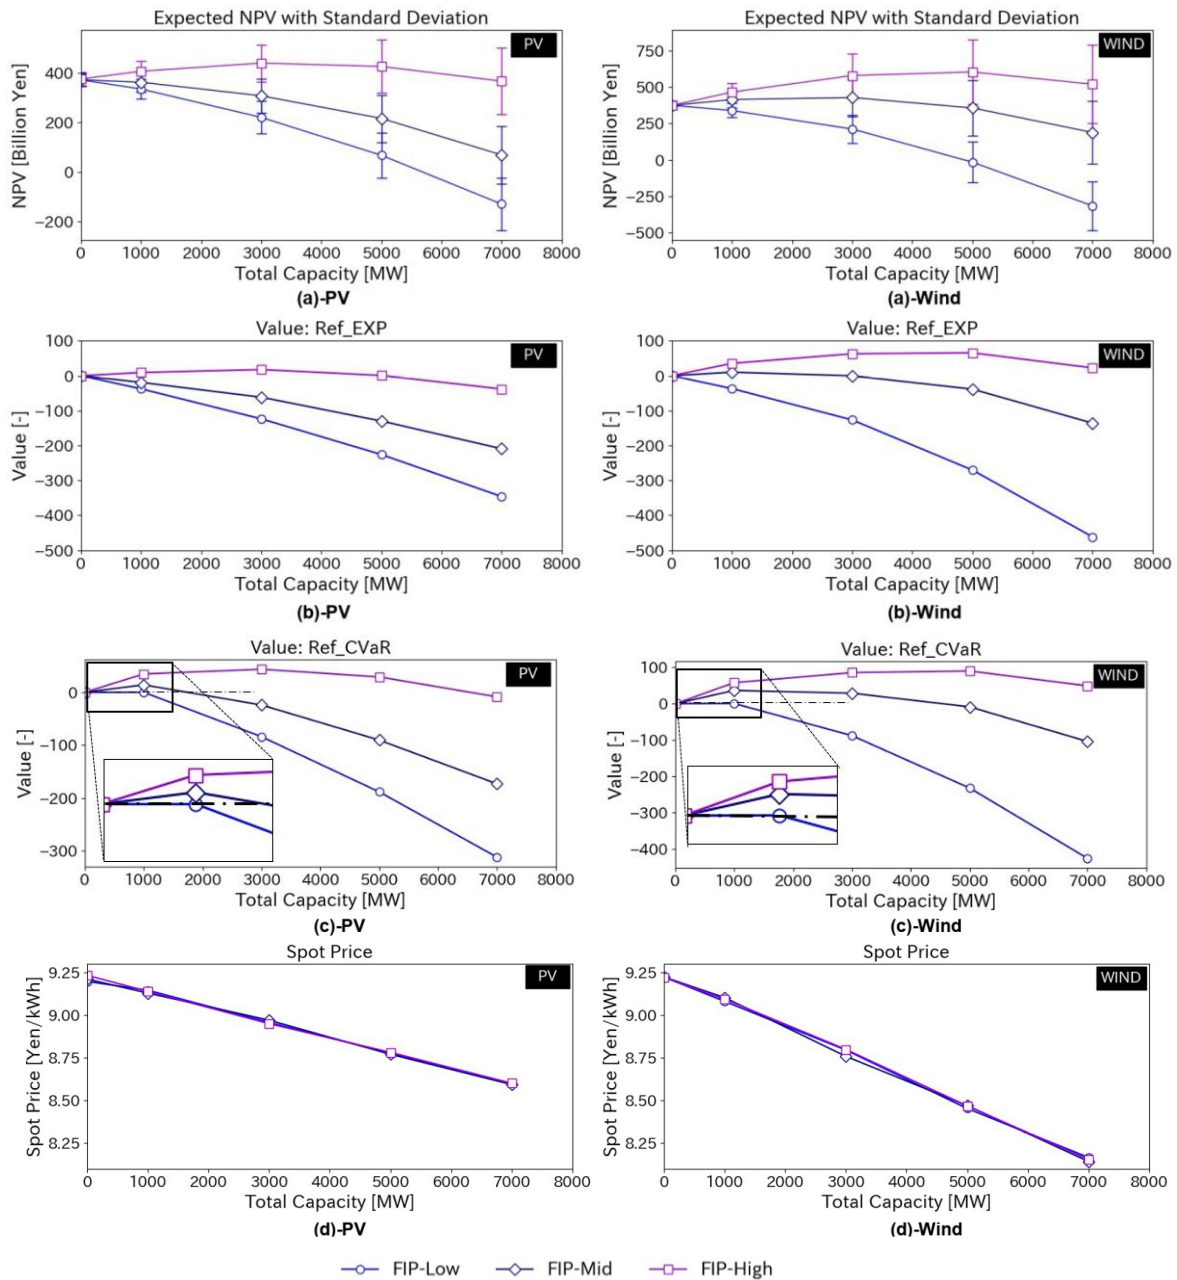 Expected NPV with Standard Deviation
PV
NPV [Billion Yen]
400
200
0
−200
0 1000 2000 3000 4000 5000 6000 7000 8000
Total Capacity [MW]
(a)-PV
Expected NPV with Standard Deviation
WIND
NPV [Billion Yen]
750
500
250
0
−250
−500
0 1000 2000 3000 4000 5000 6000 7000 8000
Total Capacity [MW]
(a)-Wind
Value: Ref_EXP
PV
Value [-]
100
0
−100
−200
−300
−400
−500
0 1000 2000 3000 4000 5000 6000 7000 8000
Total Capacity [MW]
(b)-PV
Value: Ref_EXP
WIND
Value [-]
100
0
−100
−200
−300
−400
−500
0 1000 2000 3000 4000 5000 6000 7000 8000
Total Capacity [MW]
(b)-Wind
Value: Ref_CVaR
PV
Value [-]
0
−100
−200
−300
0 1000 2000 3000 4000 5000 6000 7000 8000
Total Capacity [MW]
(c)-PV
Value: Ref_CVaR
WIND
Value [-]
100
0
−100
−200
−300
−400
0 1000 2000 3000 4000 5000 6000 7000 8000
Total Capacity [MW]
(c)-Wind
Spot Price
PV
Spot Price [Yen/kWh]
9.25
9.00
8.75
8.50
8.25
0 1000 2000 3000 4000 5000 6000 7000 8000
Total Capacity [MW]
(d)-PV
Spot Price
WIND
Spot Price [Yen/kWh]
9.25
9.00
8.75
8.50
8.25
0 1000 2000 3000 4000 5000 6000 7000 8000
Total Capacity [MW]
(d)-Wind
FIP-Low FIP-Mid FIP-High